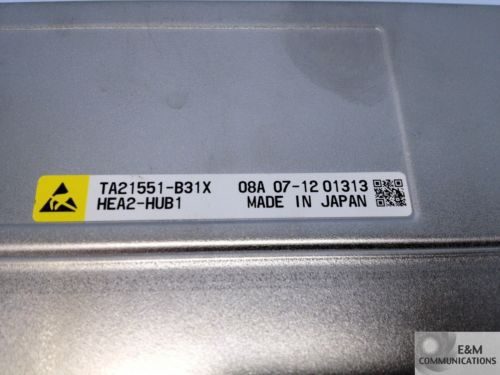 TA21551-B31X 08A 07-12 01313
HEA2-HUB1 MADE IN JAPAN
E&M
COMMUNICATIONS